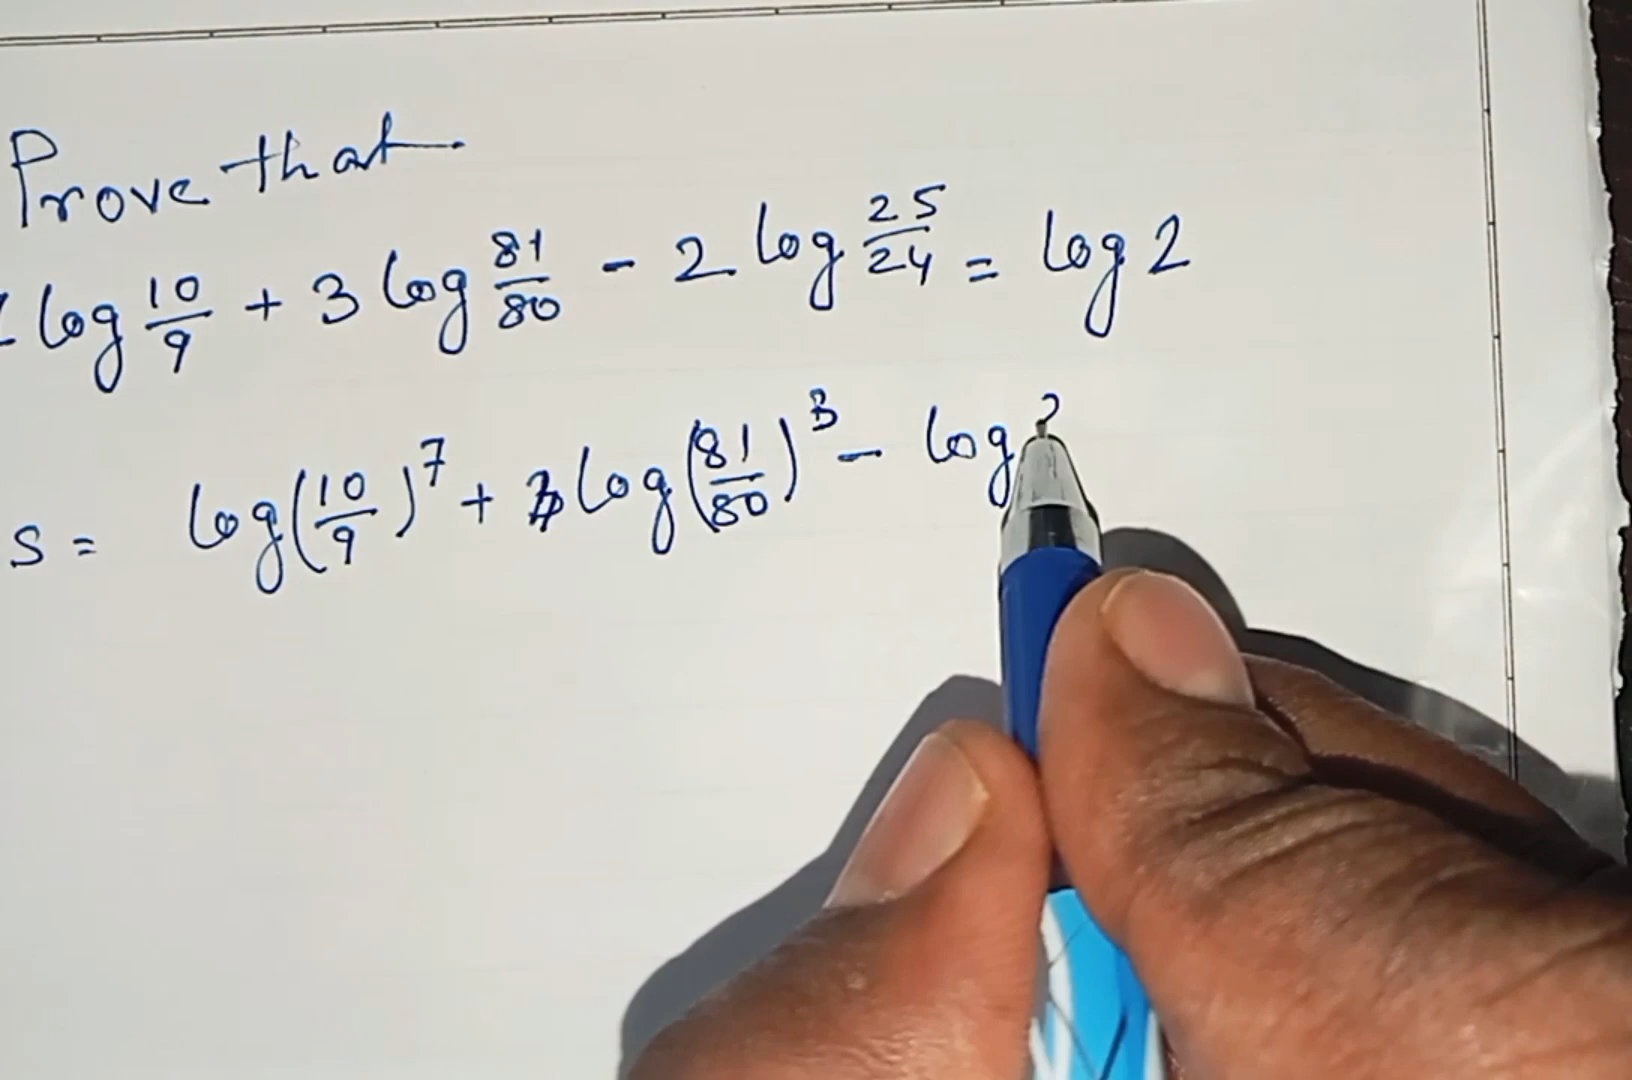 Prove that
log 10/9 + 3 log 81/80 - 2 log 25/24 = log 2
S = log(10/9)^7 + log(81/80)^3 - log 2